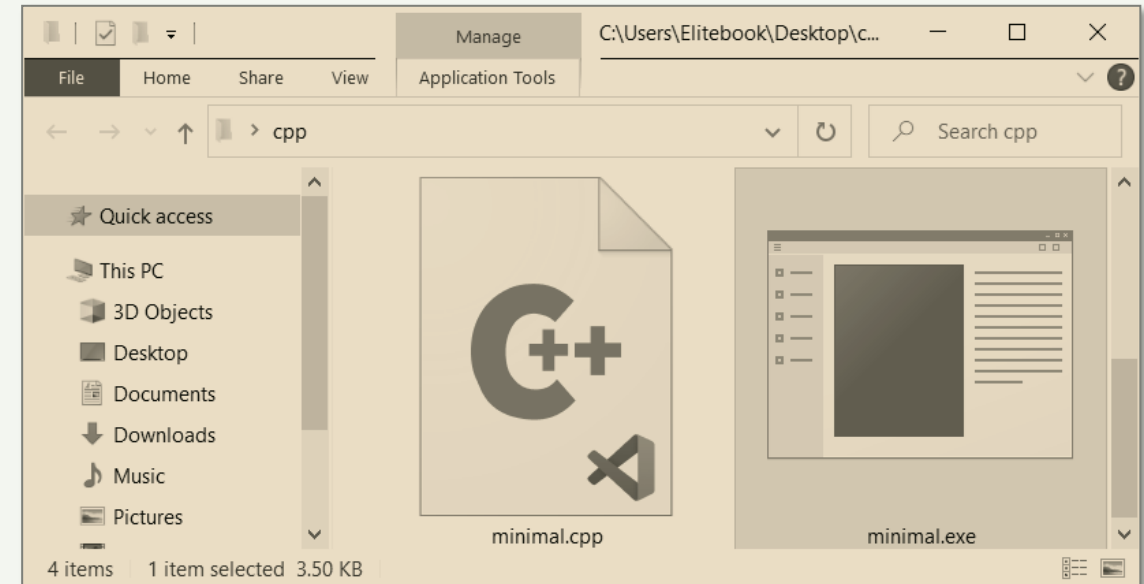 Manage
C:\Users\Elitebook\Desktop\c...
File Home Share View Application Tools
cpp
Search cpp
Quick access
This PC
3D Objects
Desktop
Documents
Downloads
Music
Pictures
C++
minimal.cpp
minimal.exe
4 items 1 item selected 3.50 KB